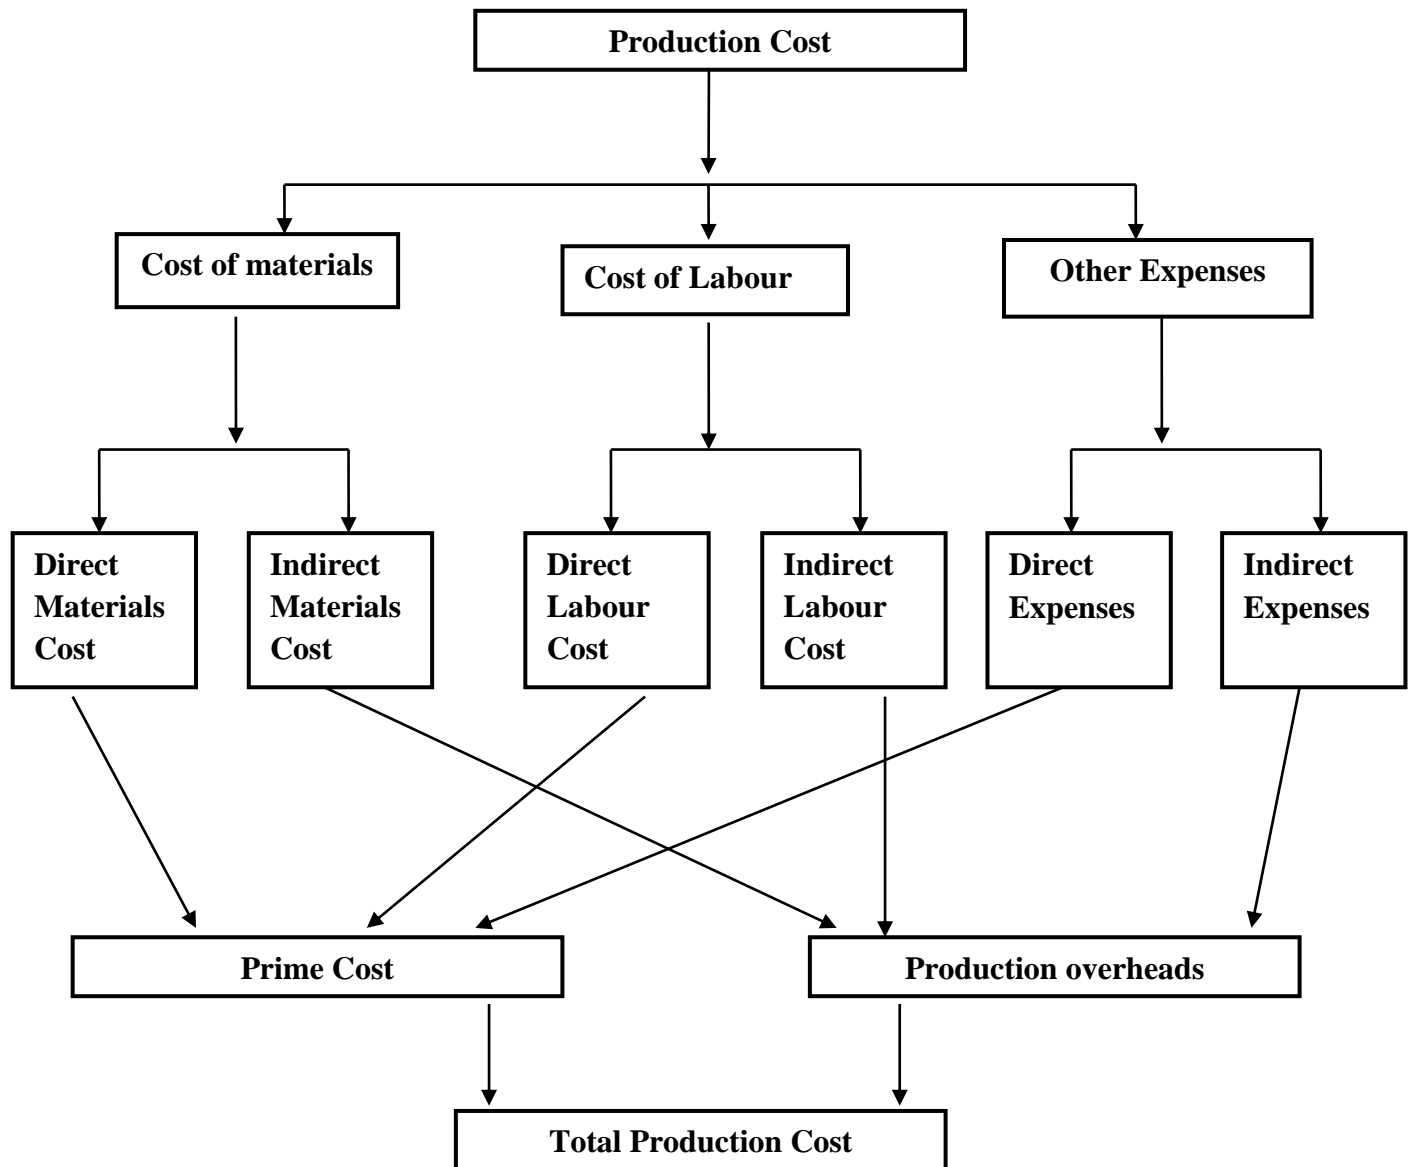 Production Cost
Cost of materials
Cost of Labour
Other Expenses
Direct
Materials
Cost
Indirect
Materials
Cost
Direct
Labour
Cost
Indirect
Labour
Cost
Direct
Expenses
Indirect
Expenses
Prime Cost
Production overheads
Total Production Cost